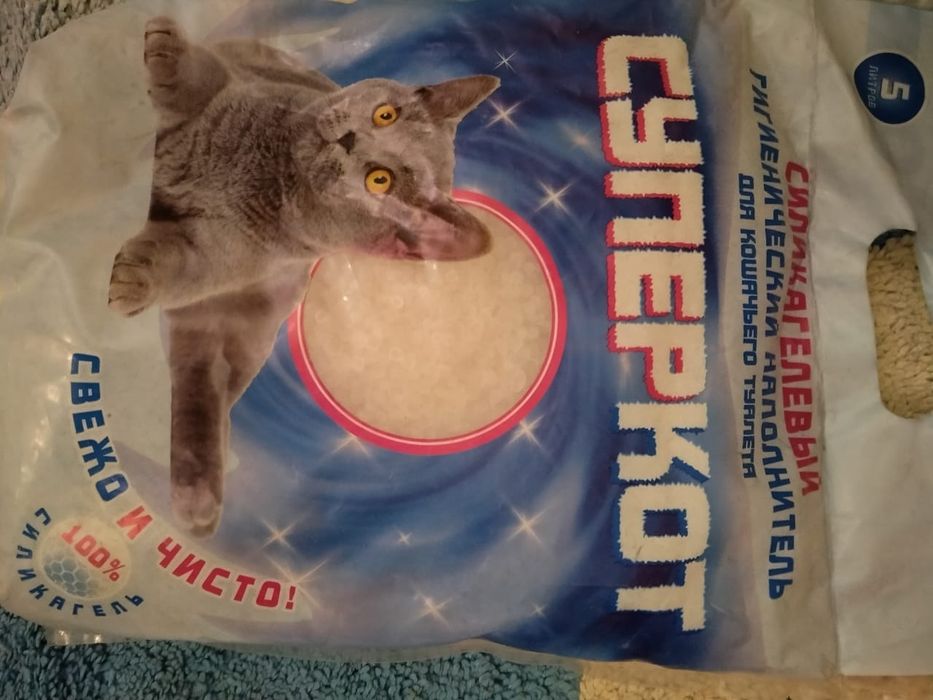 5
ЛИТРОВ
СИЛИКАГЕЛЕВЫЙ
ГИГИЕНИЧЕСКИЙ НАПОЛНИТЕЛЬ
ДЛЯ КОШАЧЬЕГО ТУАЛЕТА
СУПЕРКОТ
СВЕЖО И ЧИСТО!
100%
СИЛИКАГЕЛЬ